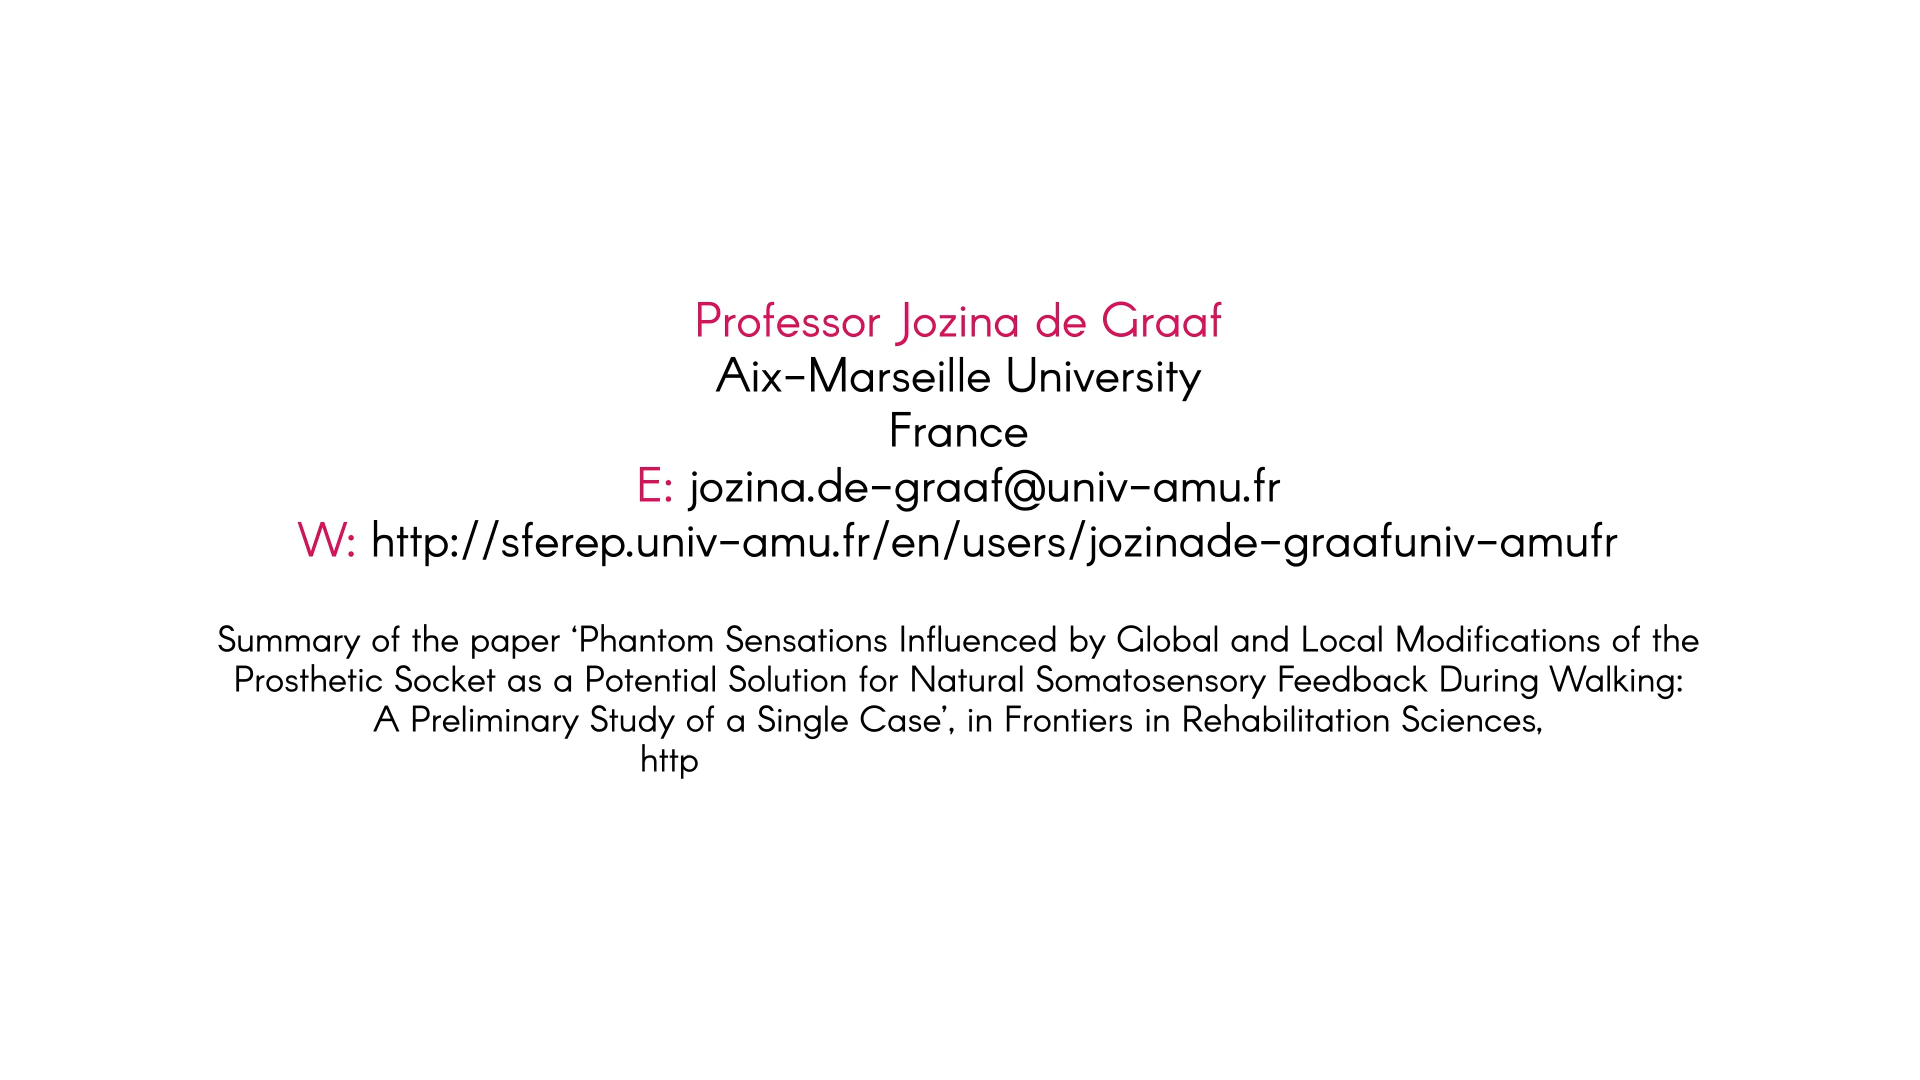 Professor Jozina de Graaf
Aix-Marseille University
France
E: jozina.de-graaf@univ-amu.fr
W: http://sferep.univ-amu.fr/en/users/jozinade-graafuniv-amufr
Summary of the paper ‘Phantom Sensations Influenced by Global and Local Modifications of the
Prosthetic Socket as a Potential Solution for Natural Somatosensory Feedback During Walking:
A Preliminary Study of a Single Case’, in Frontiers in Rehabilitation Sciences,
http